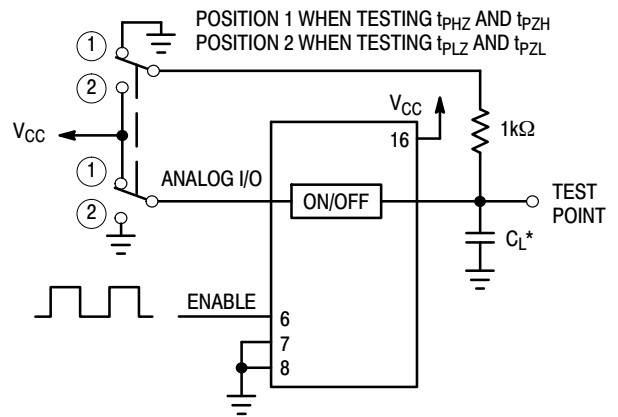 POSITION 1 WHEN TESTING tPHZ AND tPZH
POSITION 2 WHEN TESTING tPLZ AND tPZL
1
2
VCC
VCC
16
1kΩ
1
ANALOG I/O
ON/OFF
TEST
POINT
2
CL*
ENABLE
6
7
8